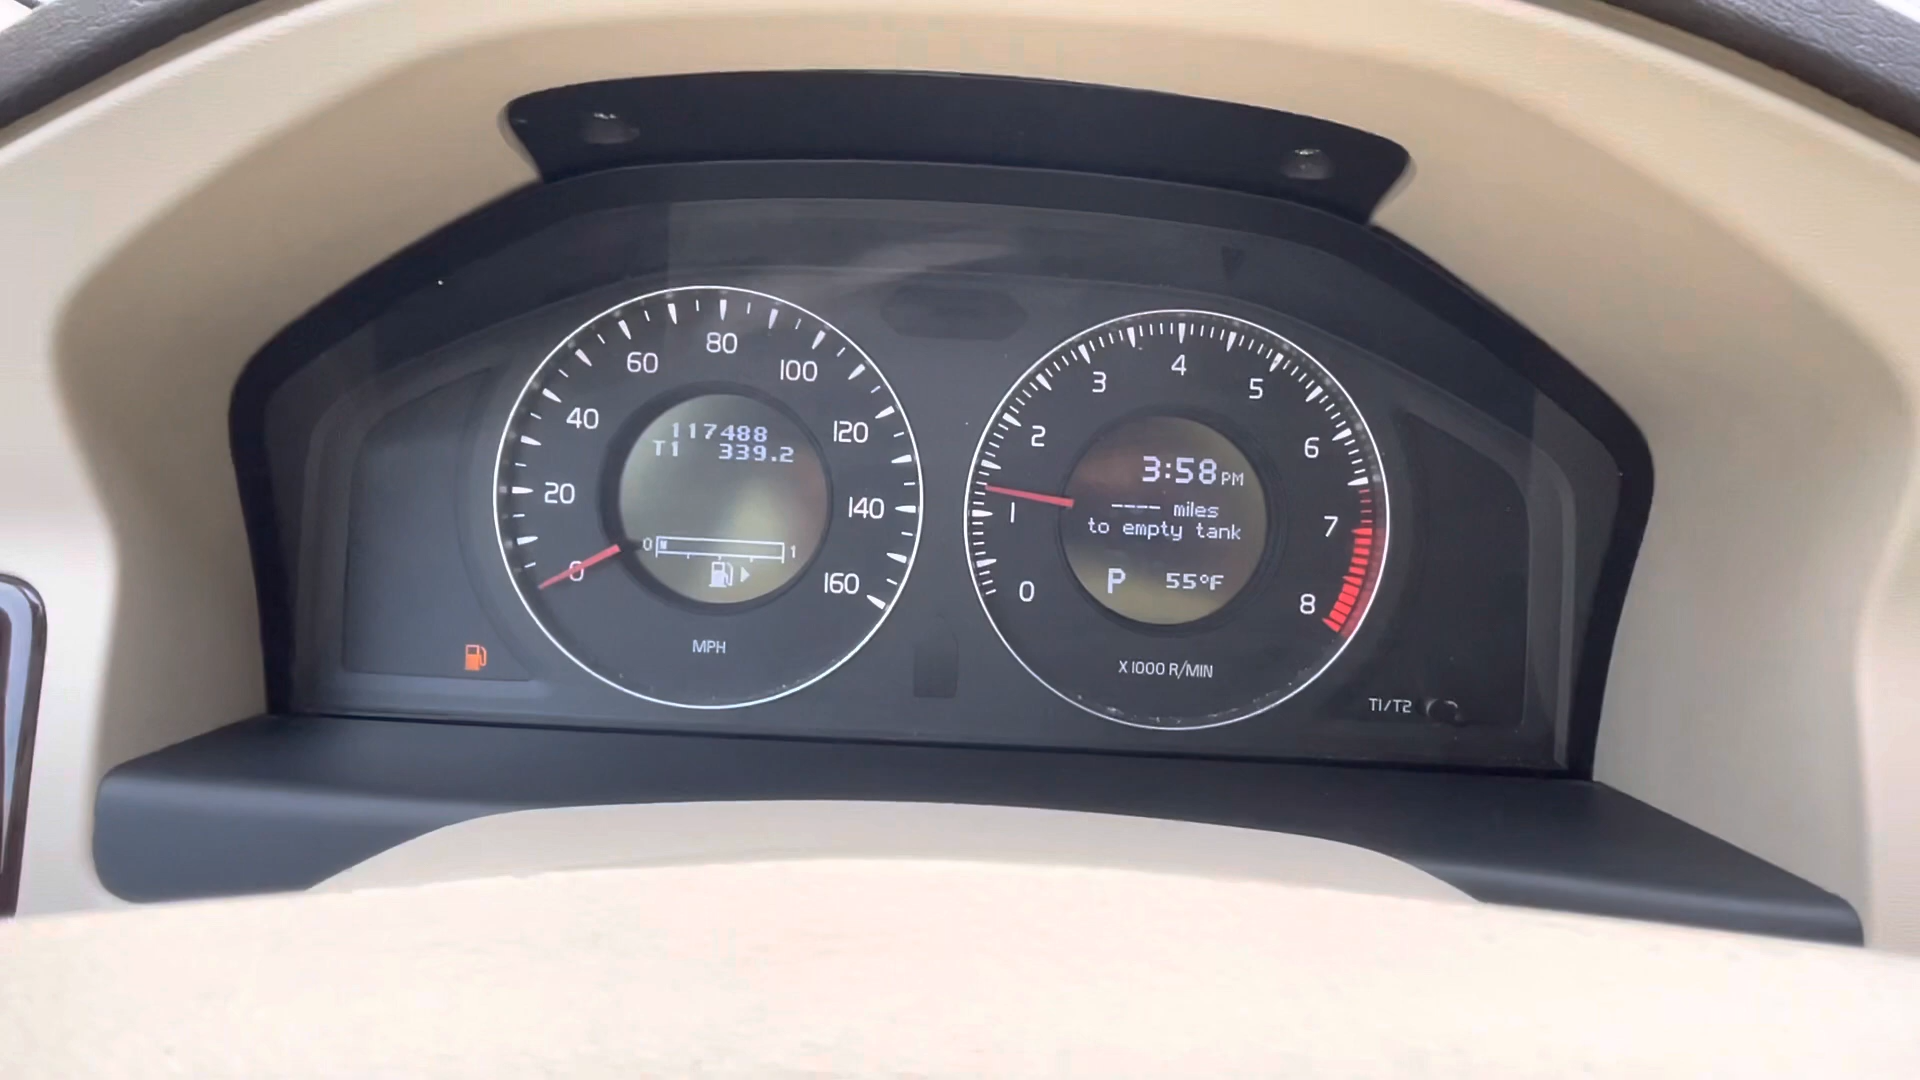 0
20
40
60
80
100
120
140
160
117488
T1 339.2
0 1
MPH
0
1
2
3
4
5
6
7
8
3:58 PM
---- miles
to empty tank
P 55°F
X 1000 R/MIN
T1/T2